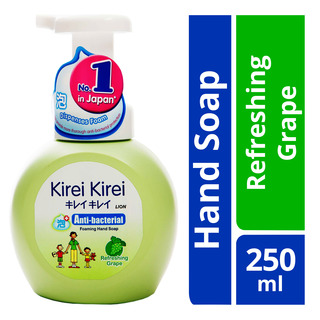 No. 1
in Japan*
Dispenses Foam
Kirei Kirei
キレイキレイ
LION
Anti-bacterial
Foaming Hand Soap
Refreshing
Grape
Hand Soap
Refreshing
Grape
250
ml